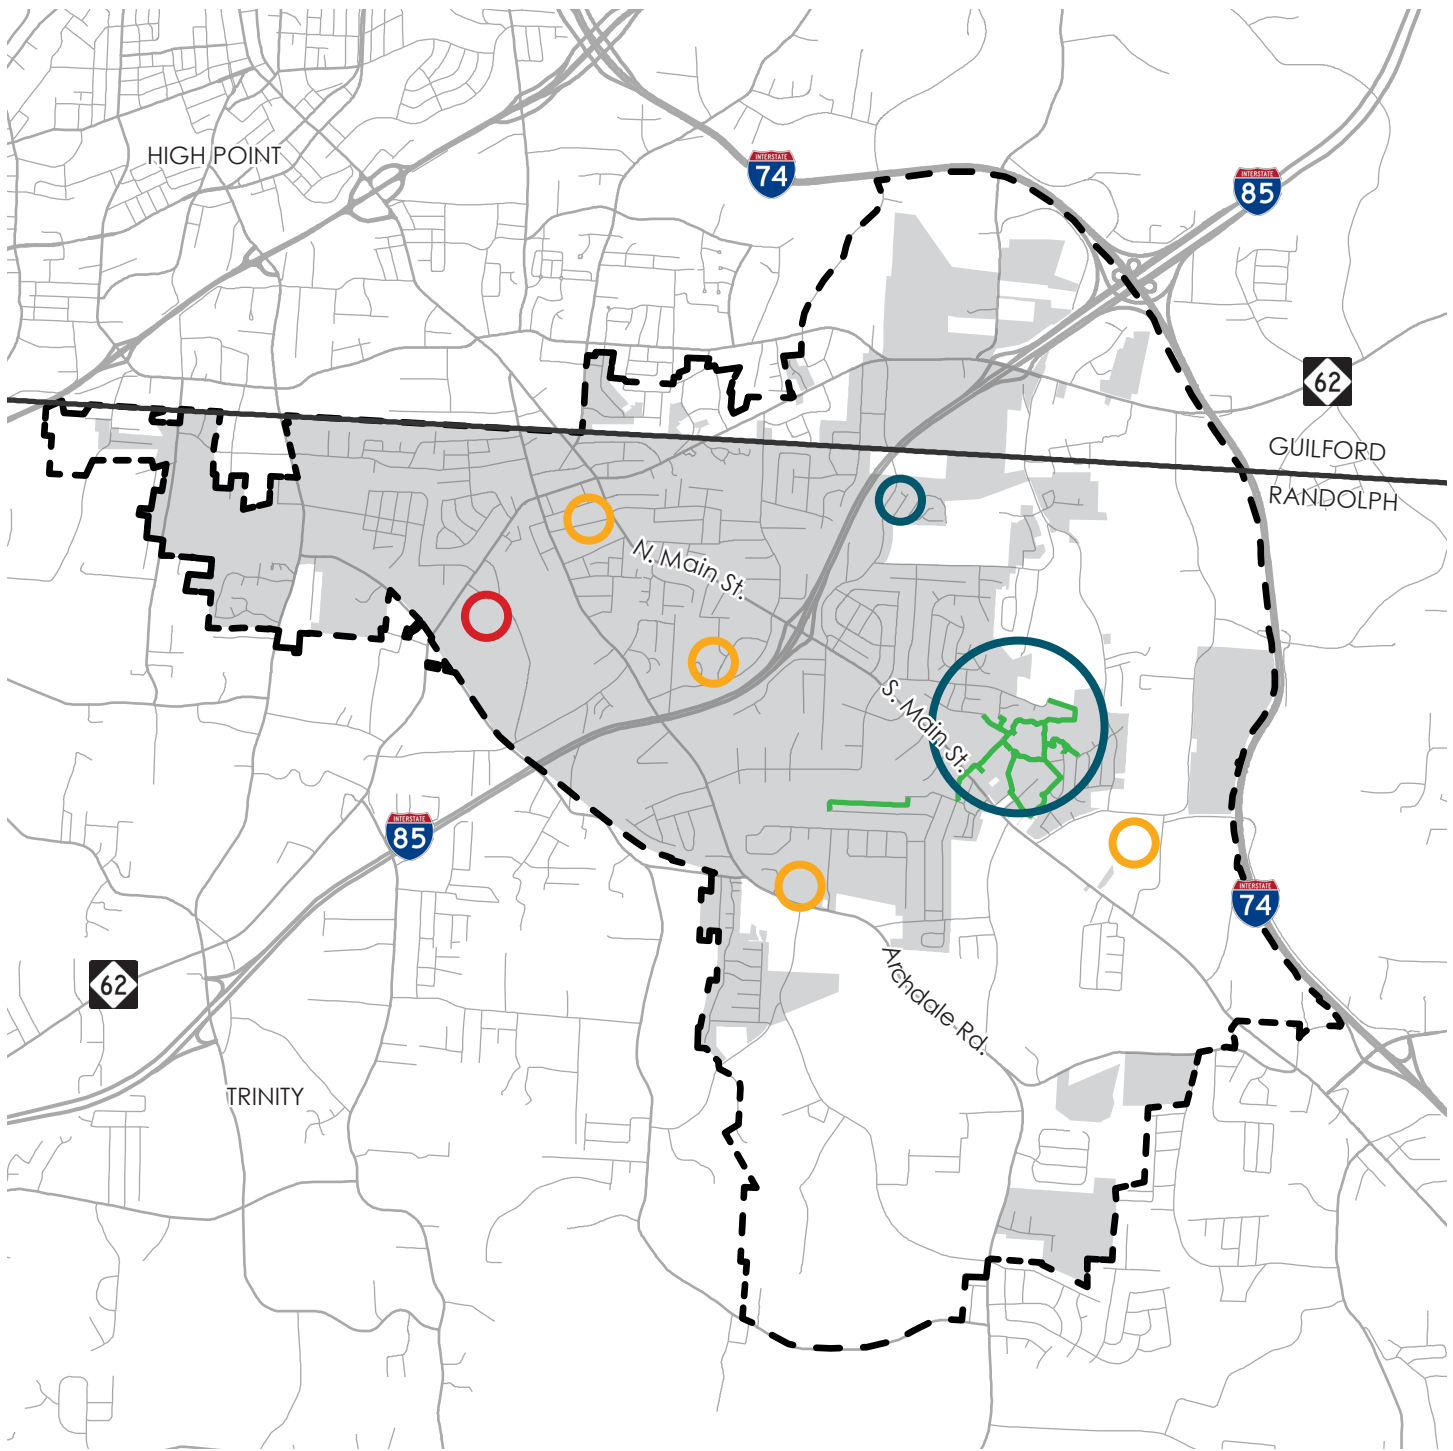 HIGH POINT
INTERSTATE
74
INTERSTATE
85
62
GUILFORD
RANDOLPH
N. Main St.
S. Main St.
INTERSTATE
85
INTERSTATE
74
Archdale Rd.
62
TRINITY